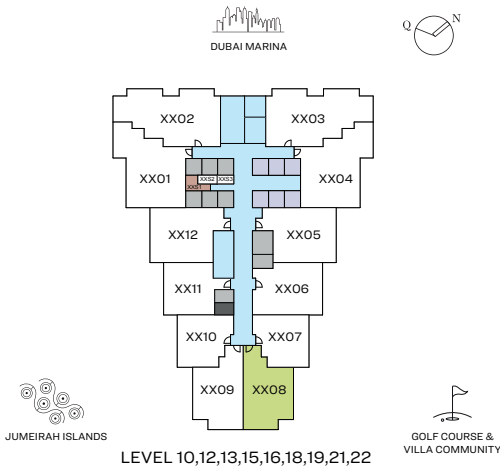 DUBAI MARINA
Q N
XX02 XX03
XX01 XXS1 XXS2 XXS3 XX04
XX12 XX05
XX11 XX06
XX10 XX07
XX09 XX08
JUMEIRAH ISLANDS
GOLF COURSE &
VILLA COMMUNITY
LEVEL 10,12,13,15,16,18,19,21,22